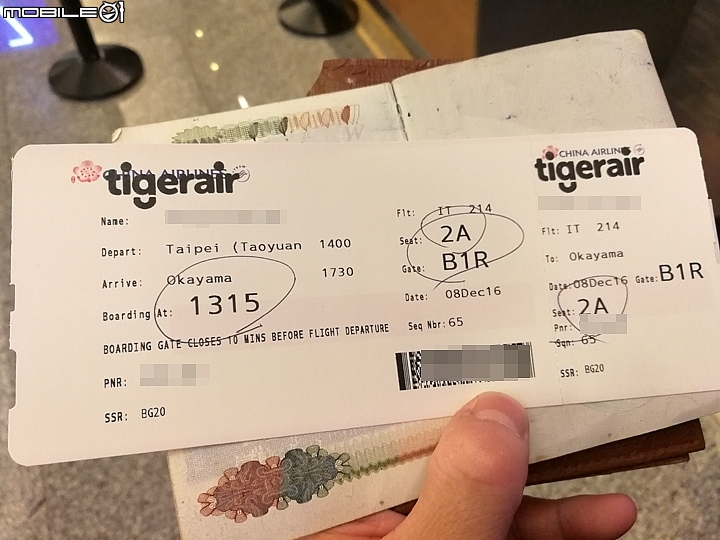 MOBILE01
CHINA AIRLINES
tigerair
Name:
Depart: Taipei (Taoyuan 1400
Arrive: Okayama 1730
Boarding At: 1315
BOARDING GATE CLOSES 10 MINS BEFORE FLIGHT DEPARTURE
PNR:
SSR: BG20
Flt: IT 214
Seat: 2A
Gate: B1R
Date: 08Dec16
Seq Nbr: 65
CHINA AIRLINES
tigerair
Flt: IT 214
To: Okayama
Date: 08Dec16 Gate: B1R
Seat: 2A
Pnr:
Sqn: 65
SSR: BG20